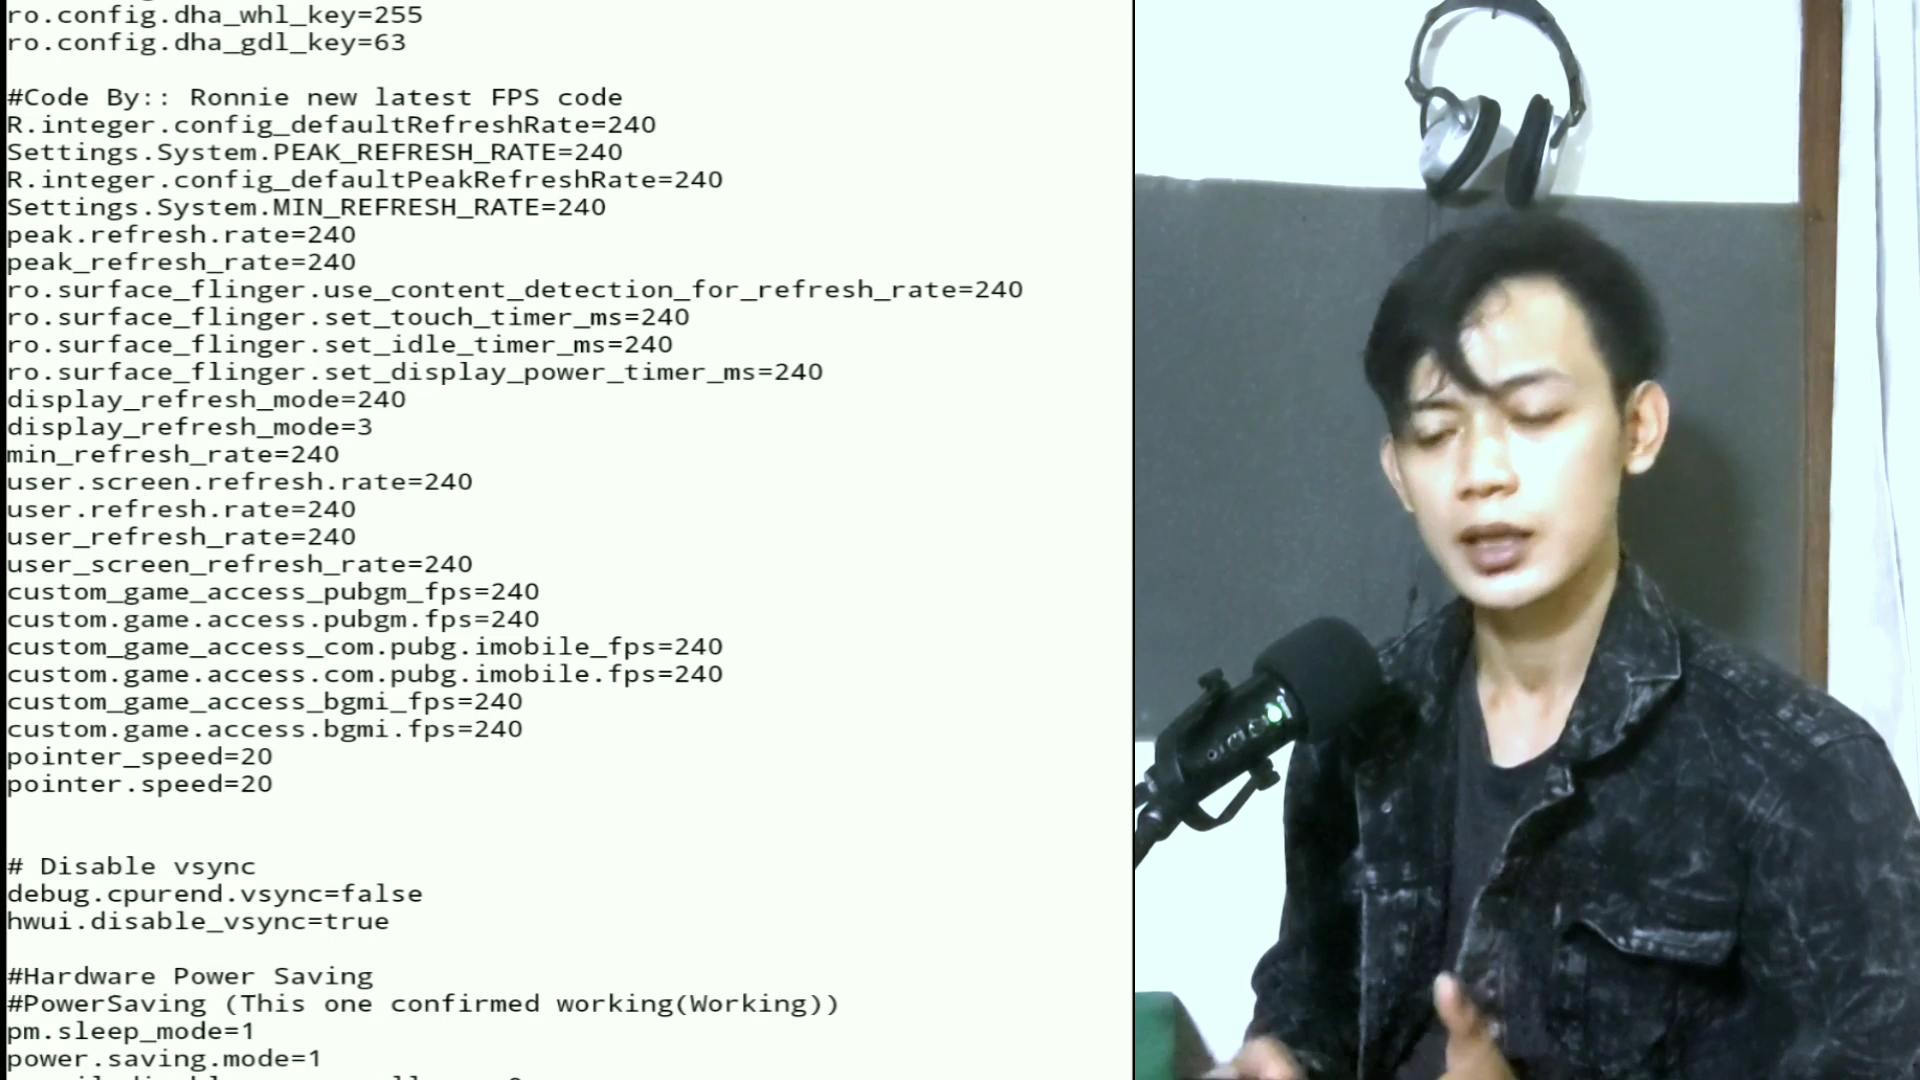 ro.config.dha_whl_key=255
ro.config.dha_gdl_key=63
#Code By:: Ronnie new latest FPS code
R.integer.config_defaultRefreshRate=240
Settings.System.PEAK_REFRESH_RATE=240
R.integer.config_defaultPeakRefreshRate=240
Settings.System.MIN_REFRESH_RATE=240
peak.refresh.rate=240
peak_refresh_rate=240
ro.surface_flinger.use_content_detection_for_refresh_rate=240
ro.surface_flinger.set_touch_timer_ms=240
ro.surface_flinger.set_idle_timer_ms=240
ro.surface_flinger.set_display_power_timer_ms=240
display_refresh_mode=240
display_refresh_mode=3
min_refresh_rate=240
user.screen.refresh.rate=240
user.refresh.rate=240
user_refresh_rate=240
user_screen_refresh_rate=240
custom_game_access_pubgm_fps=240
custom.game.access.pubgm.fps=240
custom_game_access_com.pubg.imobile_fps=240
custom.game.access.com.pubg.imobile.fps=240
custom_game_access_bgmi_fps=240
custom.game.access.bgmi.fps=240
pointer_speed=20
pointer.speed=20
# Disable vsync
debug.cpurend.vsync=false
hwui.disable_vsync=true
#Hardware Power Saving
#PowerSaving (This one confirmed working(Working))
pm.sleep_mode=1
power.saving.mode=1